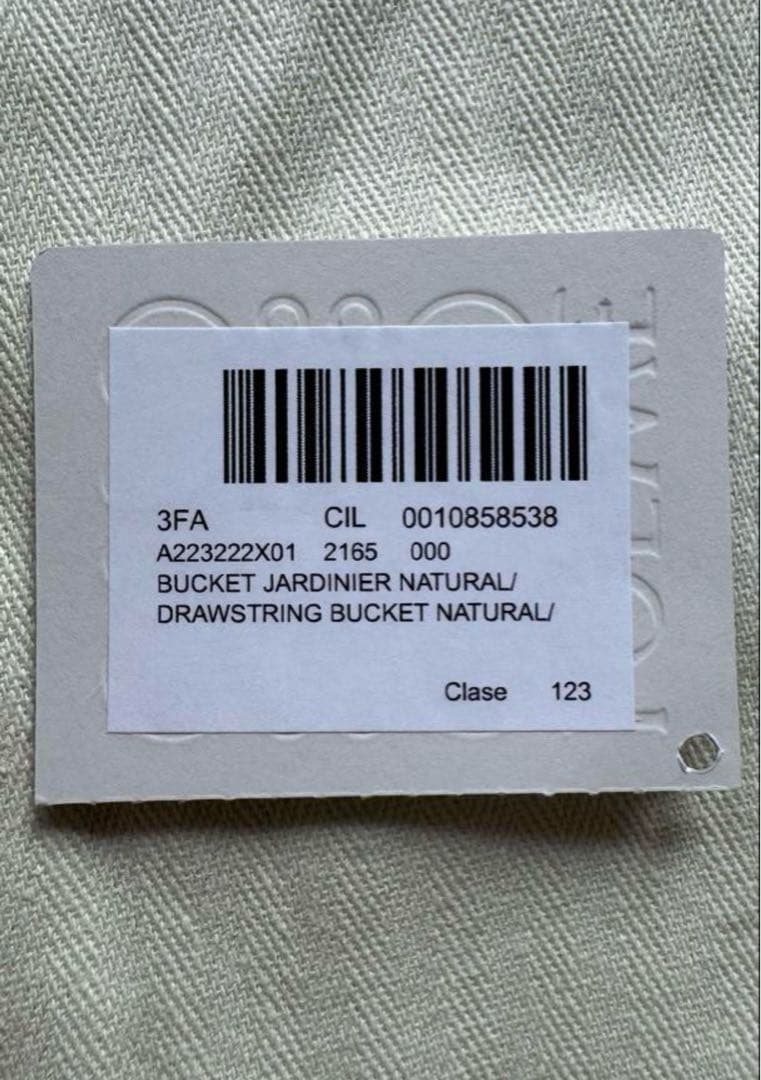 3FA CIL 0010858538
A223222X01 2165 000
BUCKET JARDINIER NATURAL/
DRAWSTRING BUCKET NATURAL/
Clase 123